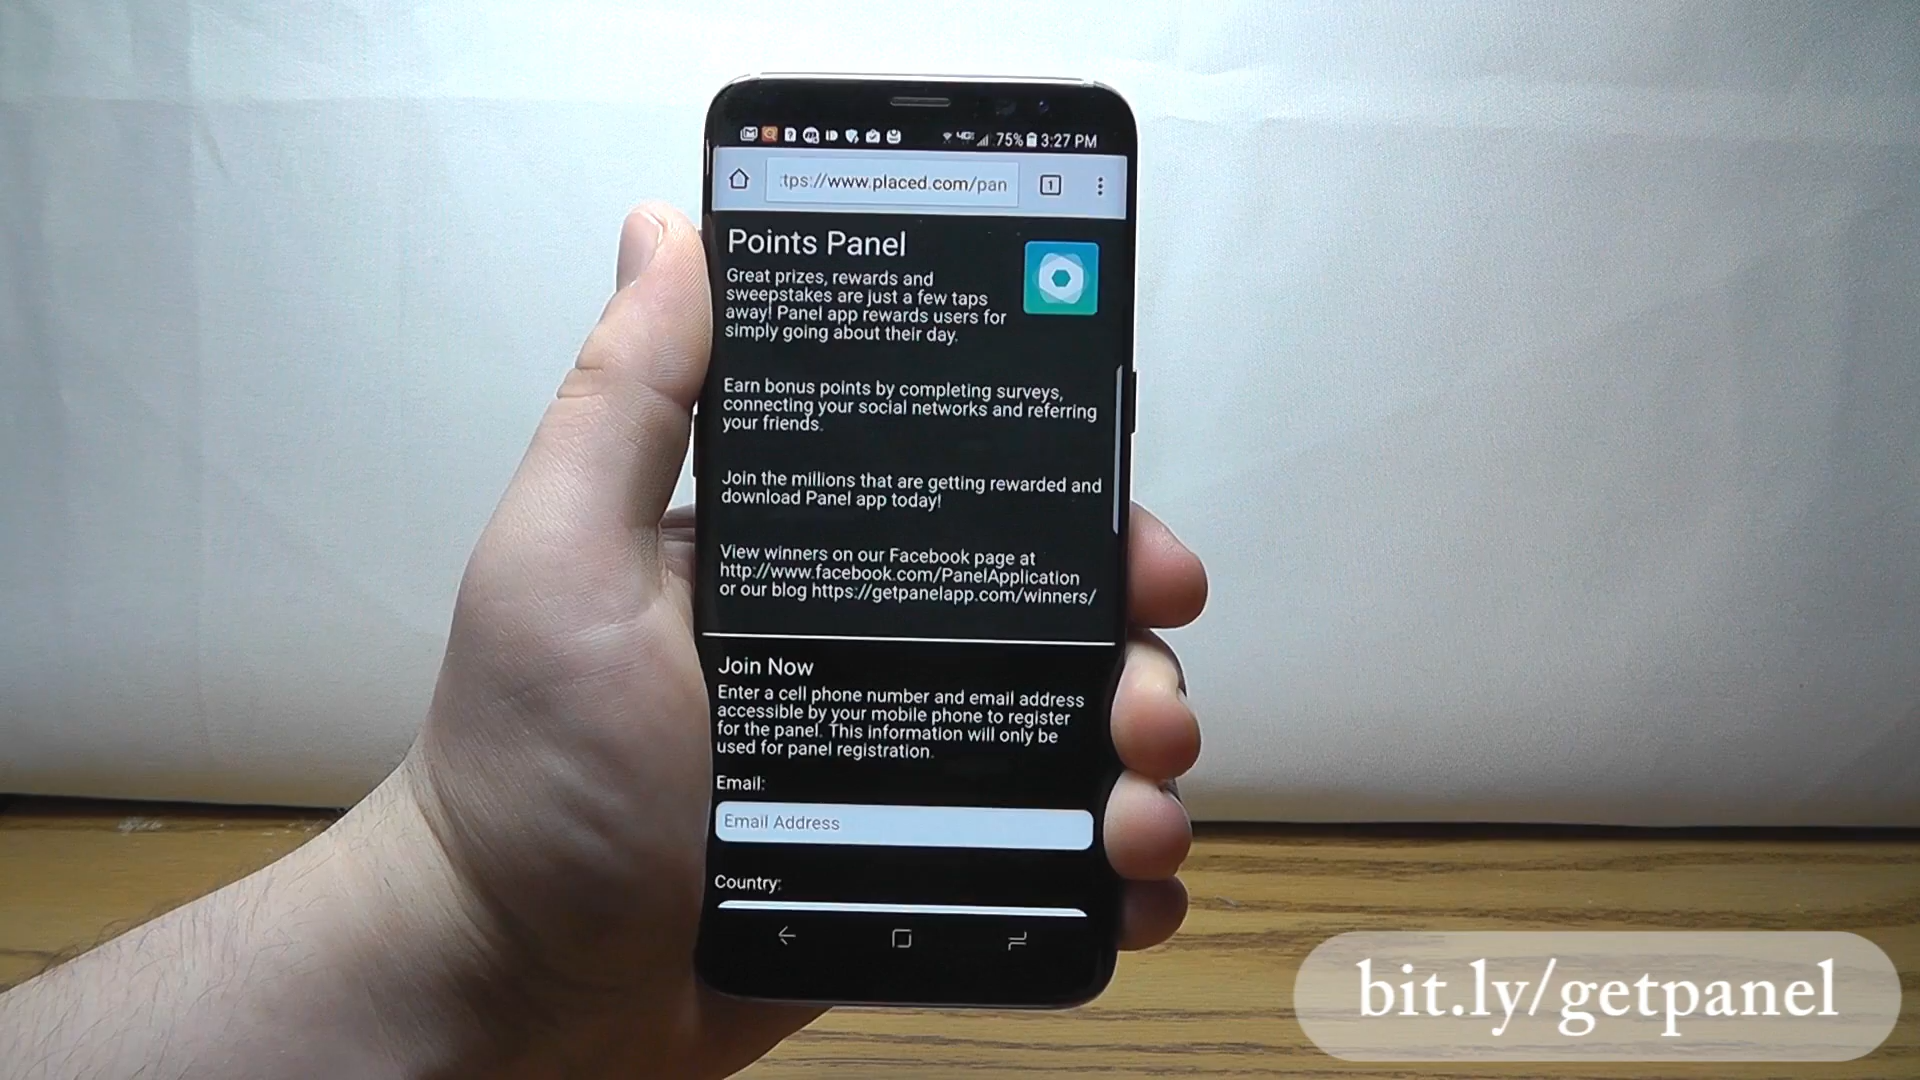 75% 3:27 PM
tps://www.placed.com/pan
1
Points Panel
Great prizes, rewards and
sweepstakes are just a few taps
away! Panel app rewards users for
simply going about their day.
Earn bonus points by completing surveys,
connecting your social networks and referring
your friends.
Join the millions that are getting rewarded and
download Panel app today!
View winners on our Facebook page at
http://www.facebook.com/PanelApplication
or our blog https://getpanelapp.com/winners/
Join Now
Enter a cell phone number and email address
accessible by your mobile phone to register
for the panel. This information will only be
used for panel registration.
Email:
Email Address
Country:
bit.ly/getpanel